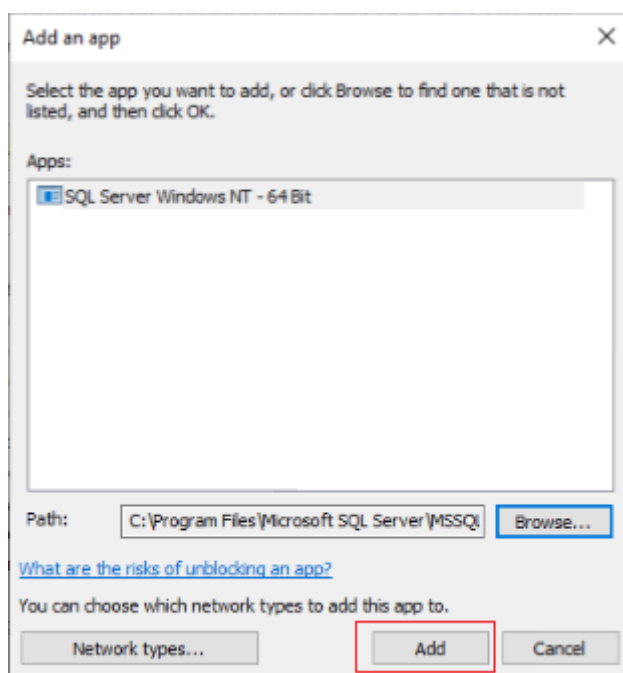 Add an app
Select the app you want to add, or click Browse to find one that is not
listed, and then click OK.
Apps:
SQL Server Windows NT - 64 Bit
Path: C:\Program Files\Microsoft SQL Server\MSSQL Browse...
What are the risks of unblocking an app?
You can choose which network types to add this app to.
Network types... Add Cancel